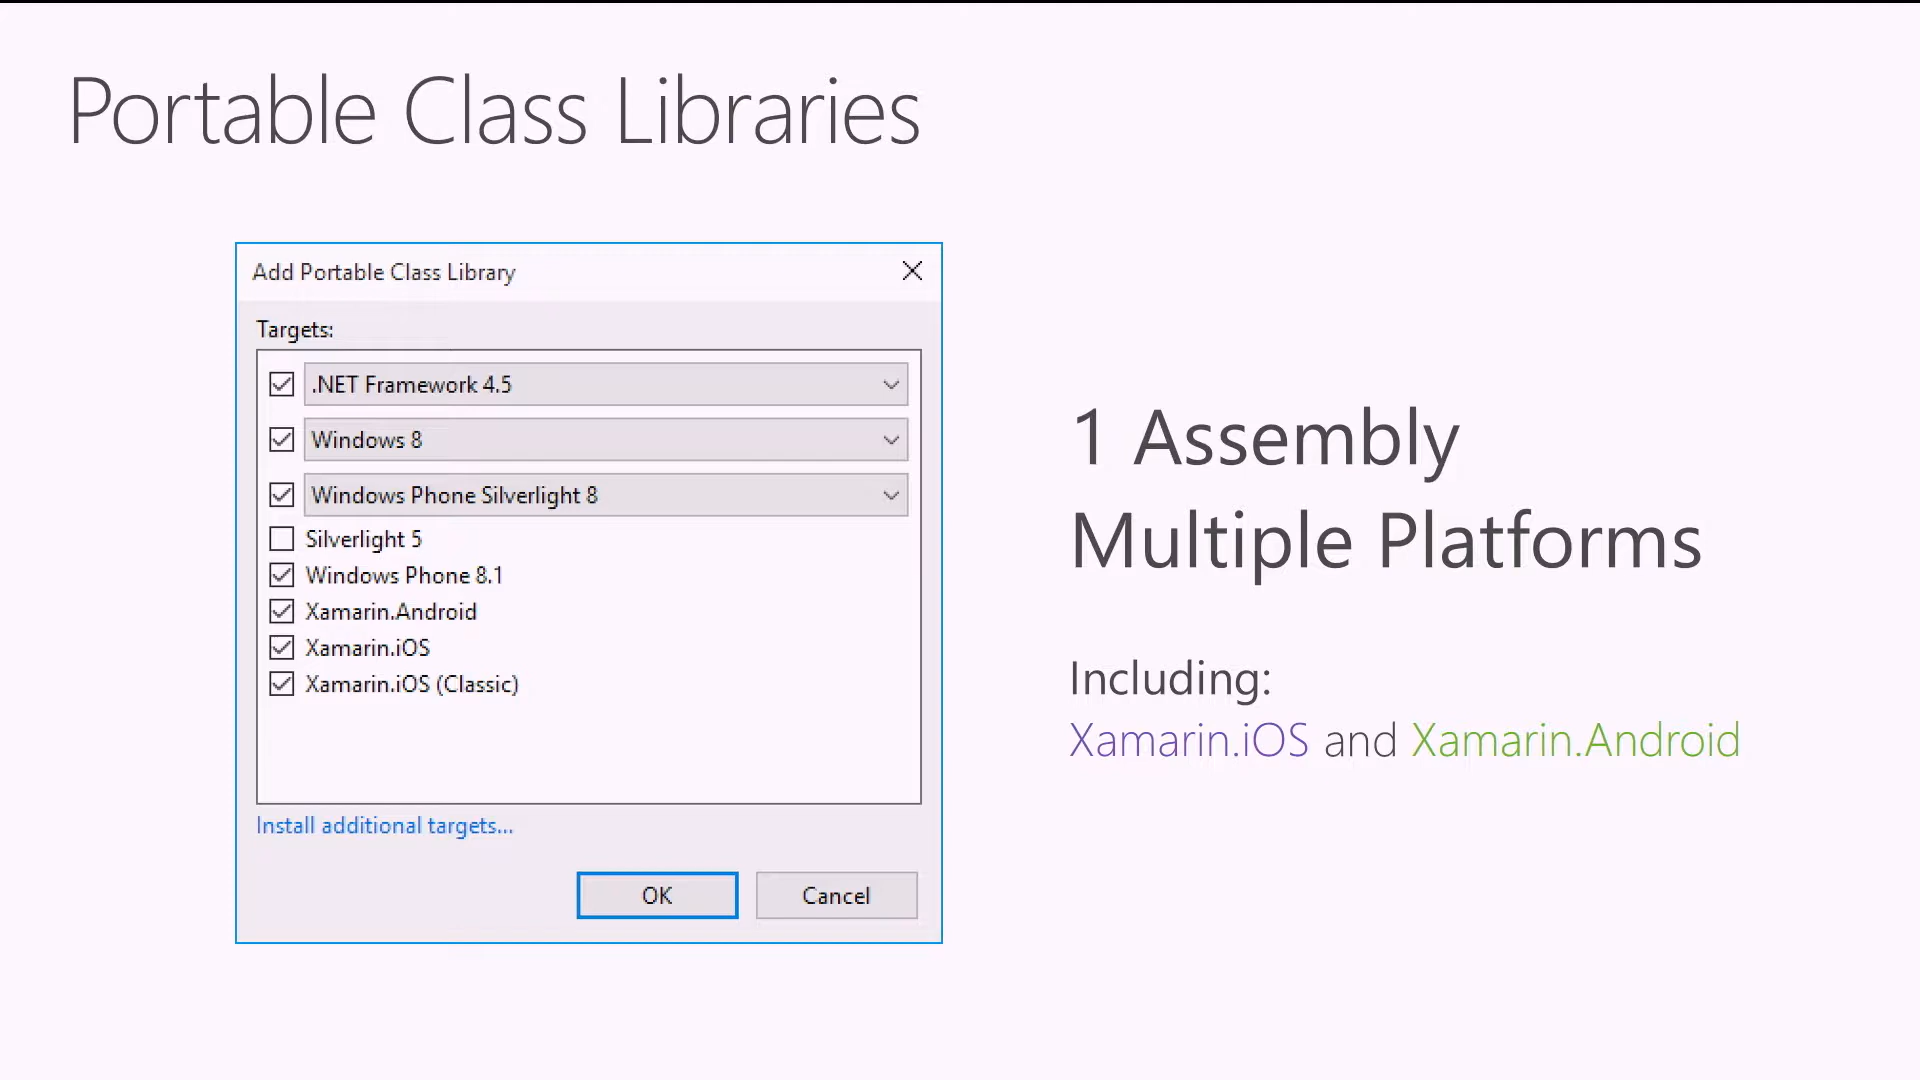 Portable Class Libraries
Add Portable Class Library
Targets:
.NET Framework 4.5
Windows 8
Windows Phone Silverlight 8
Silverlight 5
Windows Phone 8.1
Xamarin.Android
Xamarin.iOS
Xamarin.iOS (Classic)
Install additional targets...
OK
Cancel
1 Assembly
Multiple Platforms
Including:
Xamarin.iOS and Xamarin.Android